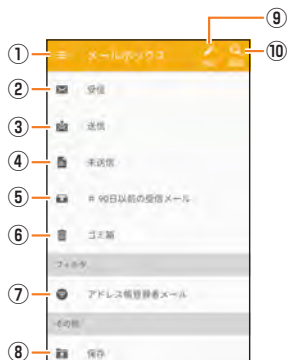 ⑨
① メールボックス ⑩
② 受信
③ 送信
④ 未送信
⑤ # 90日以前の受信メール
⑥ ゴミ箱
フィルタ
⑦ アドレス帳登録者メール
その他
⑧ 保存